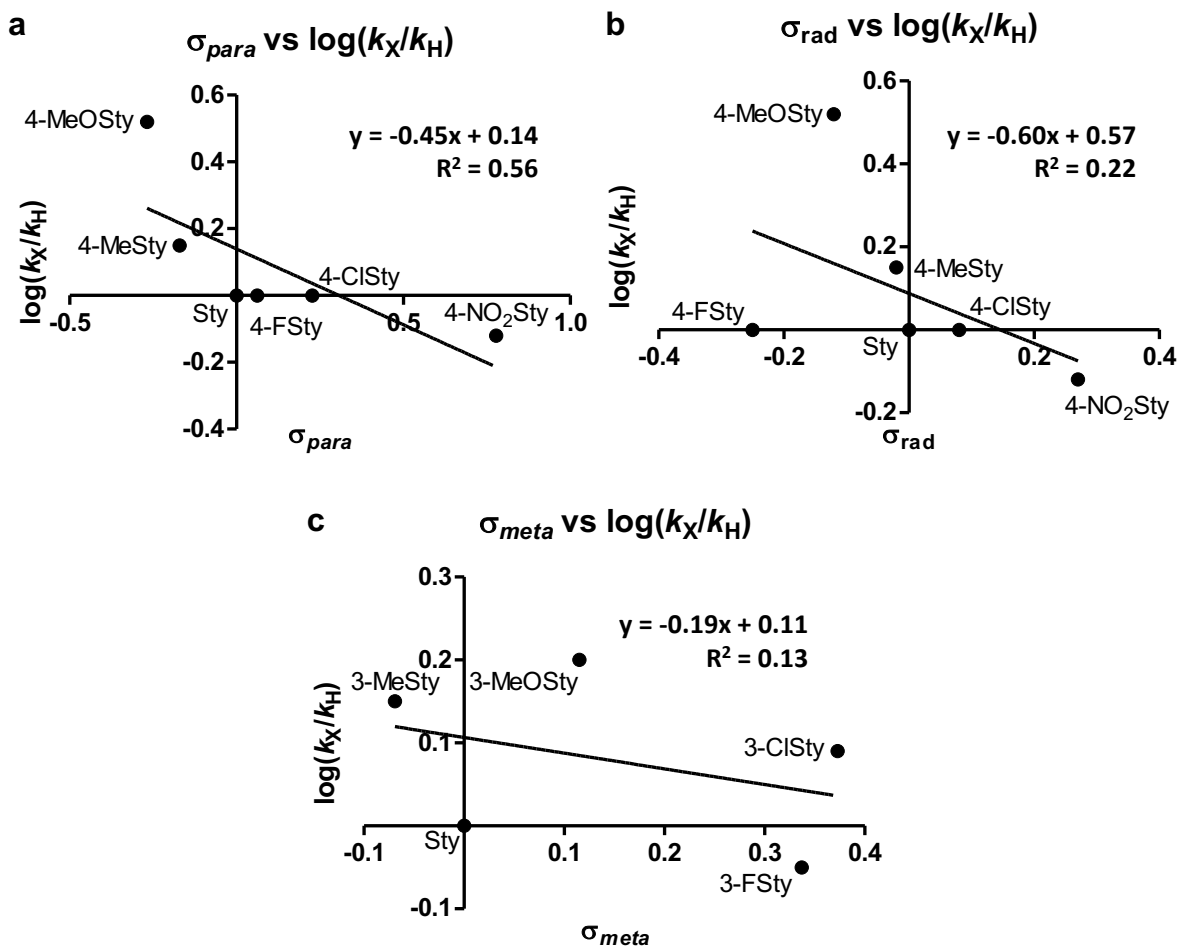 a
σpara vs log(kX/kH)
0.6
4-MeOSty
y = -0.45x + 0.14
R² = 0.56
0.4
log(kX/kH)
0.2
4-MeSty
4-ClSty
-0.5
Sty
4-FSty
0.5
4-NO₂Sty
1.0
-0.2
-0.4
σpara
b
σrad vs log(kX/kH)
0.6
4-MeOSty
y = -0.60x + 0.57
R² = 0.22
0.4
log(kX/kH)
0.2
4-MeSty
4-FSty
4-ClSty
Sty
-0.4
-0.2
0.2
0.4
4-NO₂Sty
-0.2
σrad
c
σmeta vs log(kX/kH)
0.3
y = -0.19x + 0.11
R² = 0.13
0.2
3-MeSty
3-MeOSty
log(kX/kH)
0.1
3-ClSty
Sty
-0.1
0.1
0.2
0.3
0.4
3-FSty
-0.1
σmeta